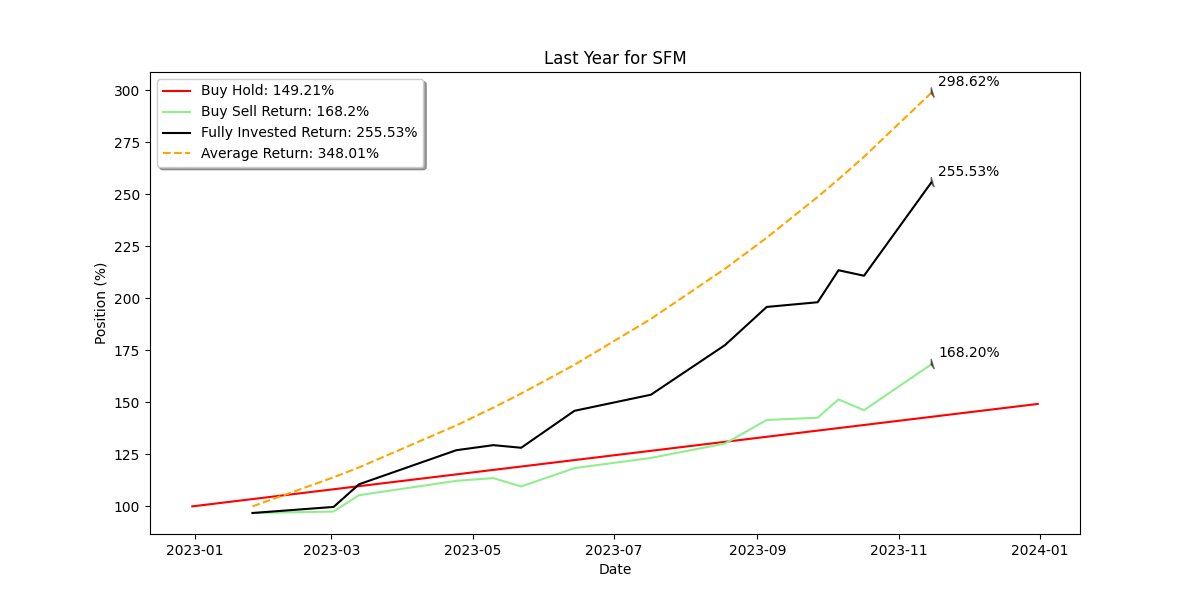 Last Year for SFM
Buy Hold: 149.21%
Buy Sell Return: 168.2%
Fully Invested Return: 255.53%
Average Return: 348.01%
298.62%
255.53%
168.20%
Position (%)
300
275
250
225
200
175
150
125
100
2023-01
2023-03
2023-05
2023-07
2023-09
2023-11
2024-01
Date